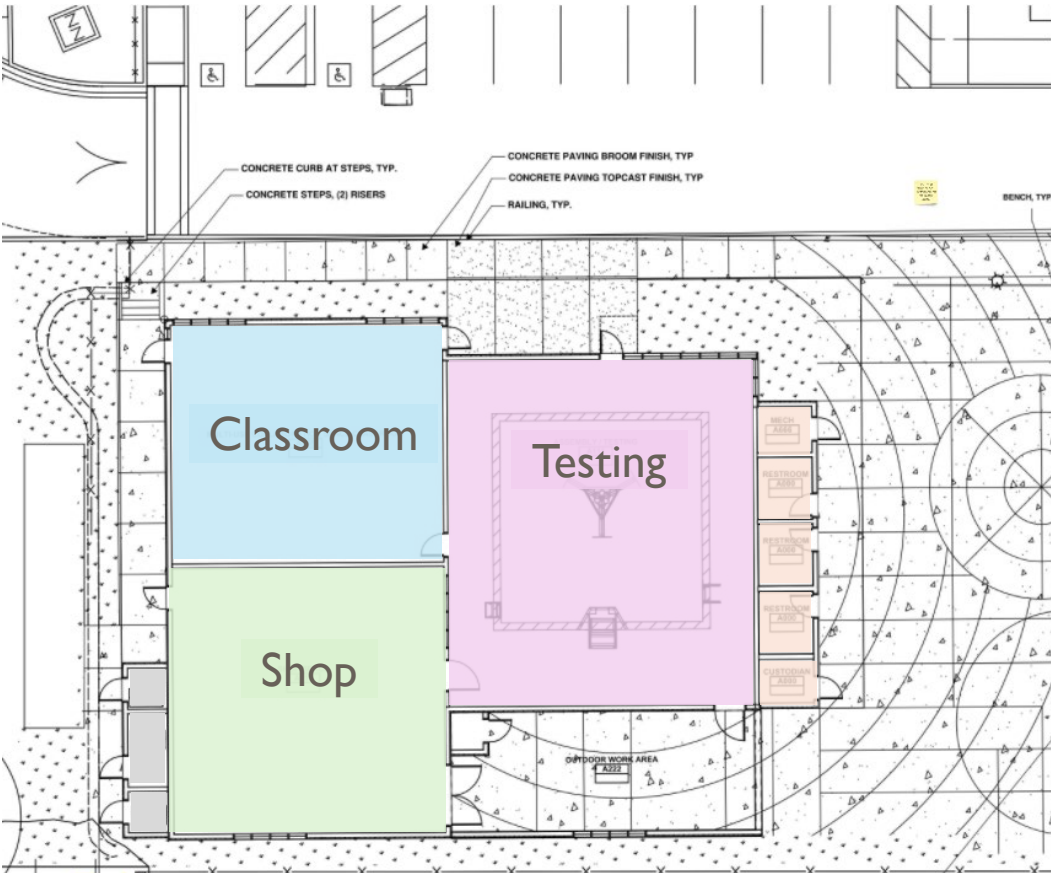 CONCRETE CURB AT STEPS, TYP.
CONCRETE STEPS, (2) RISERS
CONCRETE PAVING BROOM FINISH, TYP
CONCRETE PAVING TOPCAST FINISH, TYP
RAILING, TYP.
BENCH, TYP
Classroom
Testing
Shop
MECH
RESTROOM
RESTROOM
RESTROOM
CUSTODIAN
OUTDOOR WORK AREA
A222